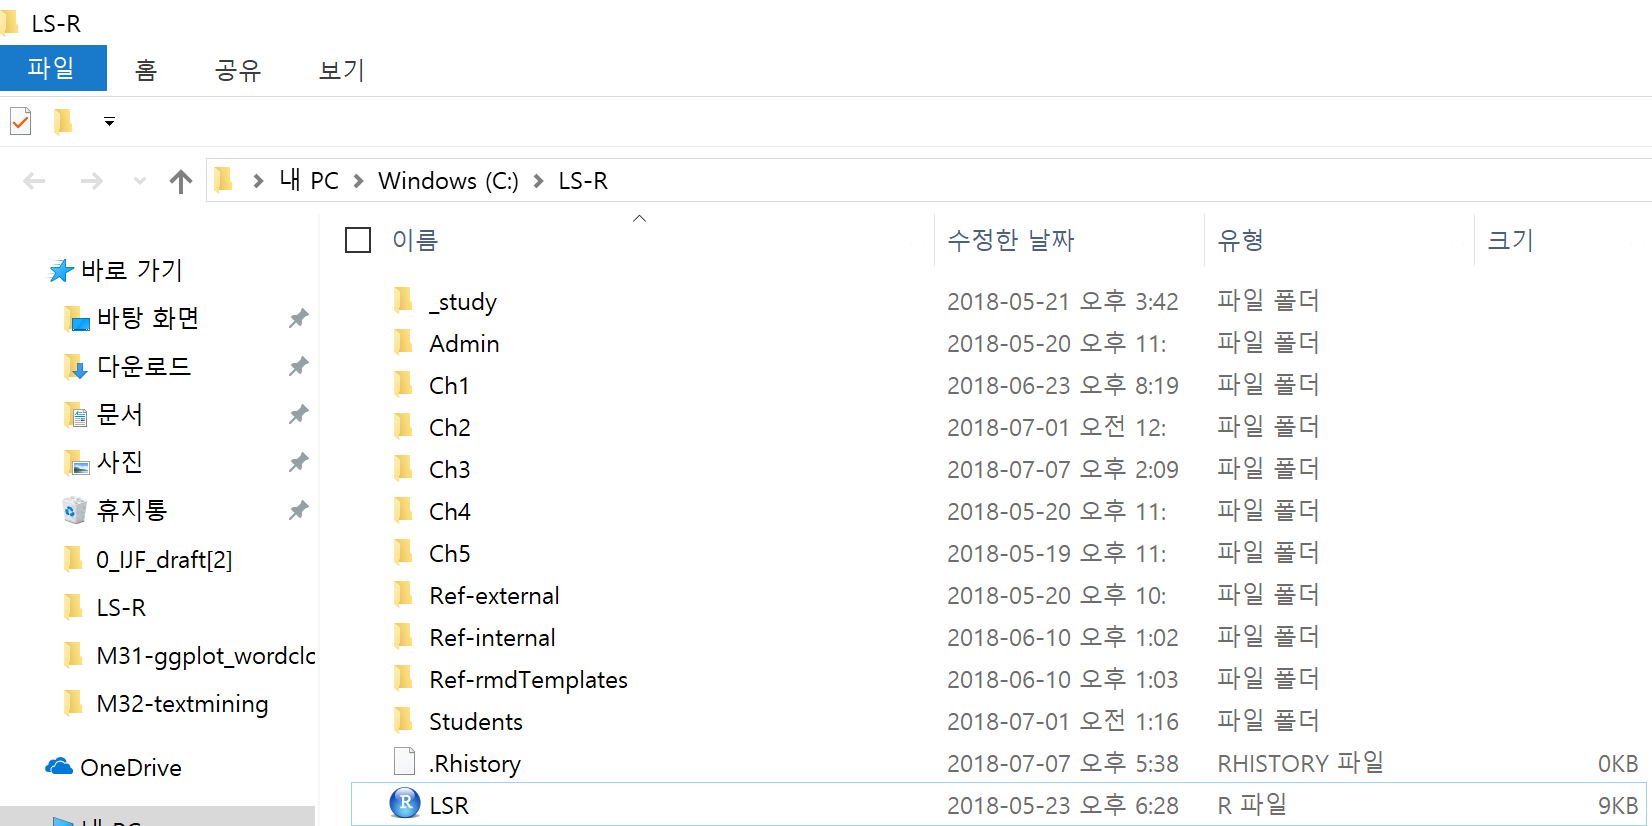 LS-R
파일 홈 공유 보기
내 PC Windows (C:) LS-R
이름 수정한 날짜 유형 크기
바로 가기
바탕 화면
다운로드
문서
사진
휴지통
0_IJF_draft[2]
LS-R
M31-ggplot_wordclo
M32-textmining
OneDrive
내 PC
_study 2018-05-21 오후 3:42 파일 폴더
Admin 2018-05-20 오후 11: 파일 폴더
Ch1 2018-06-23 오후 8:19 파일 폴더
Ch2 2018-07-01 오전 12: 파일 폴더
Ch3 2018-07-07 오후 2:09 파일 폴더
Ch4 2018-05-20 오후 11: 파일 폴더
Ch5 2018-05-19 오후 11: 파일 폴더
Ref-external 2018-05-20 오후 10: 파일 폴더
Ref-internal 2018-06-10 오후 1:02 파일 폴더
Ref-rmdTemplates 2018-06-10 오후 1:03 파일 폴더
Students 2018-07-01 오전 1:16 파일 폴더
.Rhistory 2018-07-07 오후 5:38 RHISTORY 파일 0KB
R LSR 2018-05-23 오후 6:28 R 파일 9KB